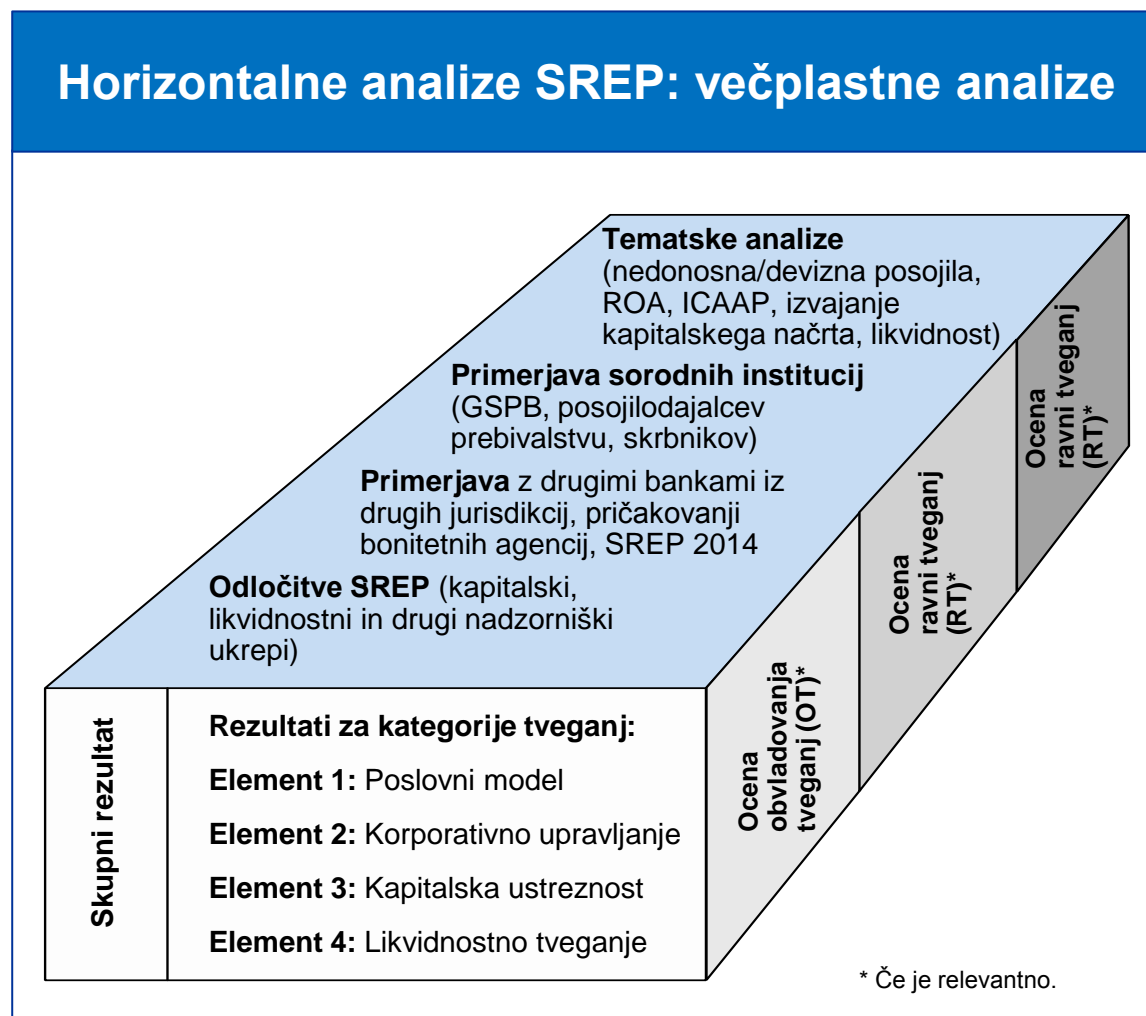 Horizontalne analize SREP: večplastne analize
Tematske analize
(nedonosna/devizna posojila,
ROA, ICAAP, izvajanje
kapitalskega načrta, likvidnost)
Primerjava sorodnih institucij
(GSPB, posojilodajalcev
prebivalstvu, skrbnikov)
Primerjava z drugimi bankami iz
drugih jurisdikcij, pričakovanji
bonitetnih agencij, SREP 2014
Odločitve SREP (kapitalski,
likvidnostni in drugi nadzorniški
ukrepi)
Skupni rezultat
Rezultati za kategorije tveganj:
Element 1: Poslovni model
Element 2: Korporativno upravljanje
Element 3: Kapitalska ustreznost
Element 4: Likvidnostno tveganje
Ocena
obvladovanja
tveganj (OT)*
Ocena
ravni tveganj
(RT)*
Ocena
ravni tveganj
(RT)*
* Če je relevantno.